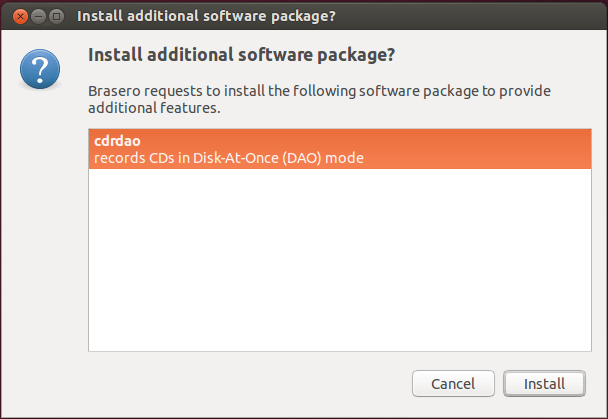 Install additional software package?
Install additional software package?
Brasero requests to install the following software package to provide
additional features.
cdrdao
records CDs in Disk-At-Once (DAO) mode
Cancel
Install